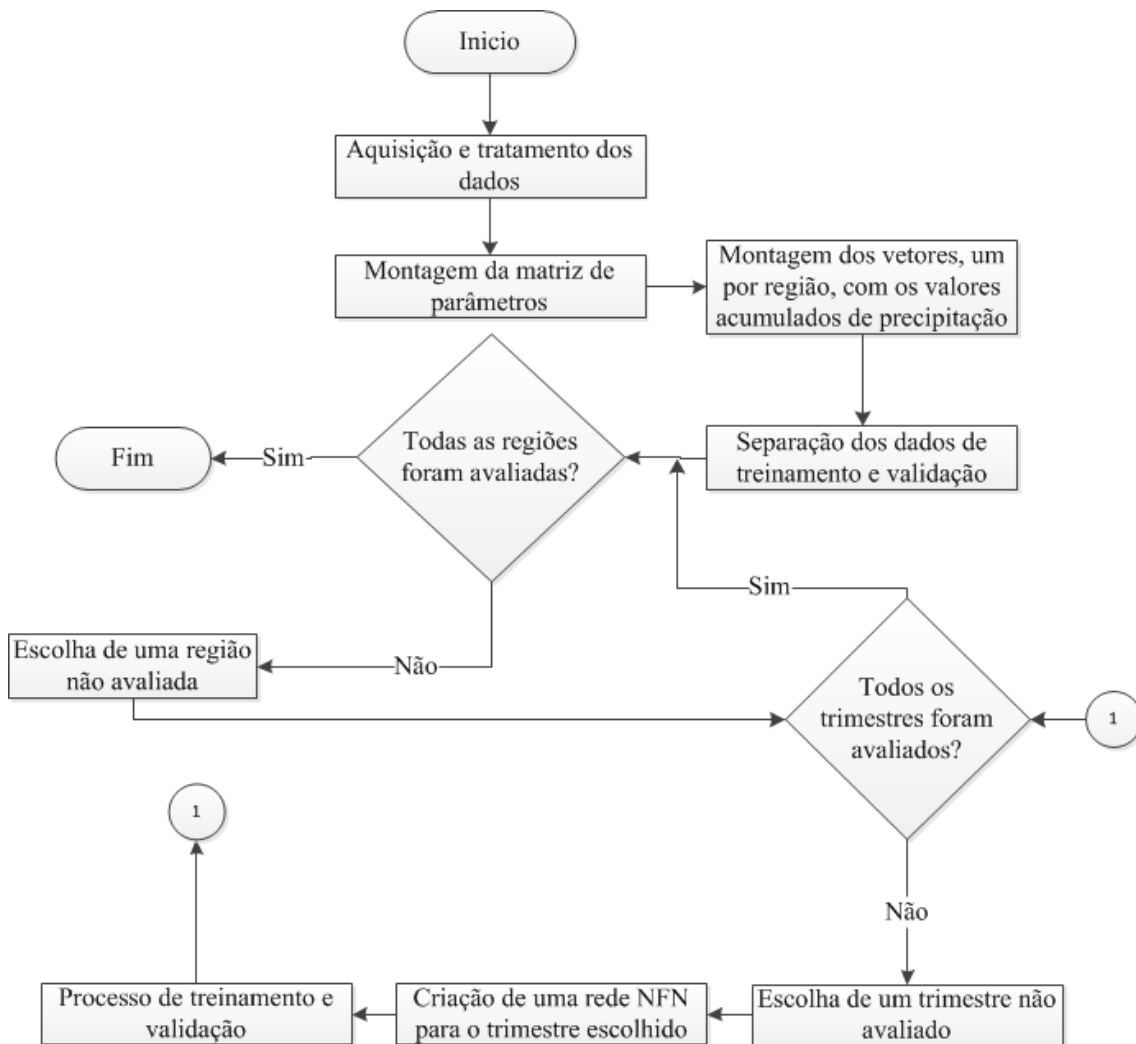 Inicio
Aquisição e tratamento dos
dados
Montagem da matriz de
parâmetros
Montagem dos vetores, um
por região, com os valores
acumulados de precipitação
Separação dos dados de
treinamento e validação
Todas as regiões
foram avaliadas?
Sim
Fim
Não
Escolha de uma região
não avaliada
Sim
Todos os
trimestres foram
avaliados?
1
Não
Escolha de um trimestre não
avaliado
Criação de uma rede NFN
para o trimestre escolhido
Processo de treinamento e
validação
1